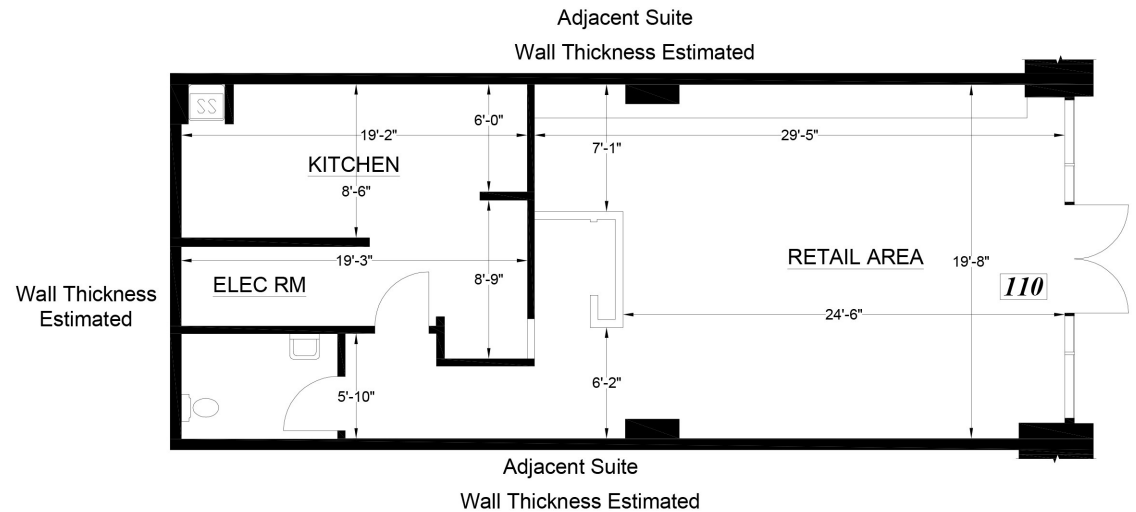 Adjacent Suite
Wall Thickness Estimated
6'-0"
19'-2"
29'-5"
7'-1"
KITCHEN
8'-6"
RETAIL AREA
19'-3"
19'-8"
8'-9"
ELEC RM
110
Wall Thickness
Estimated
24'-6"
6'-2"
5'-10"
Adjacent Suite
Wall Thickness Estimated